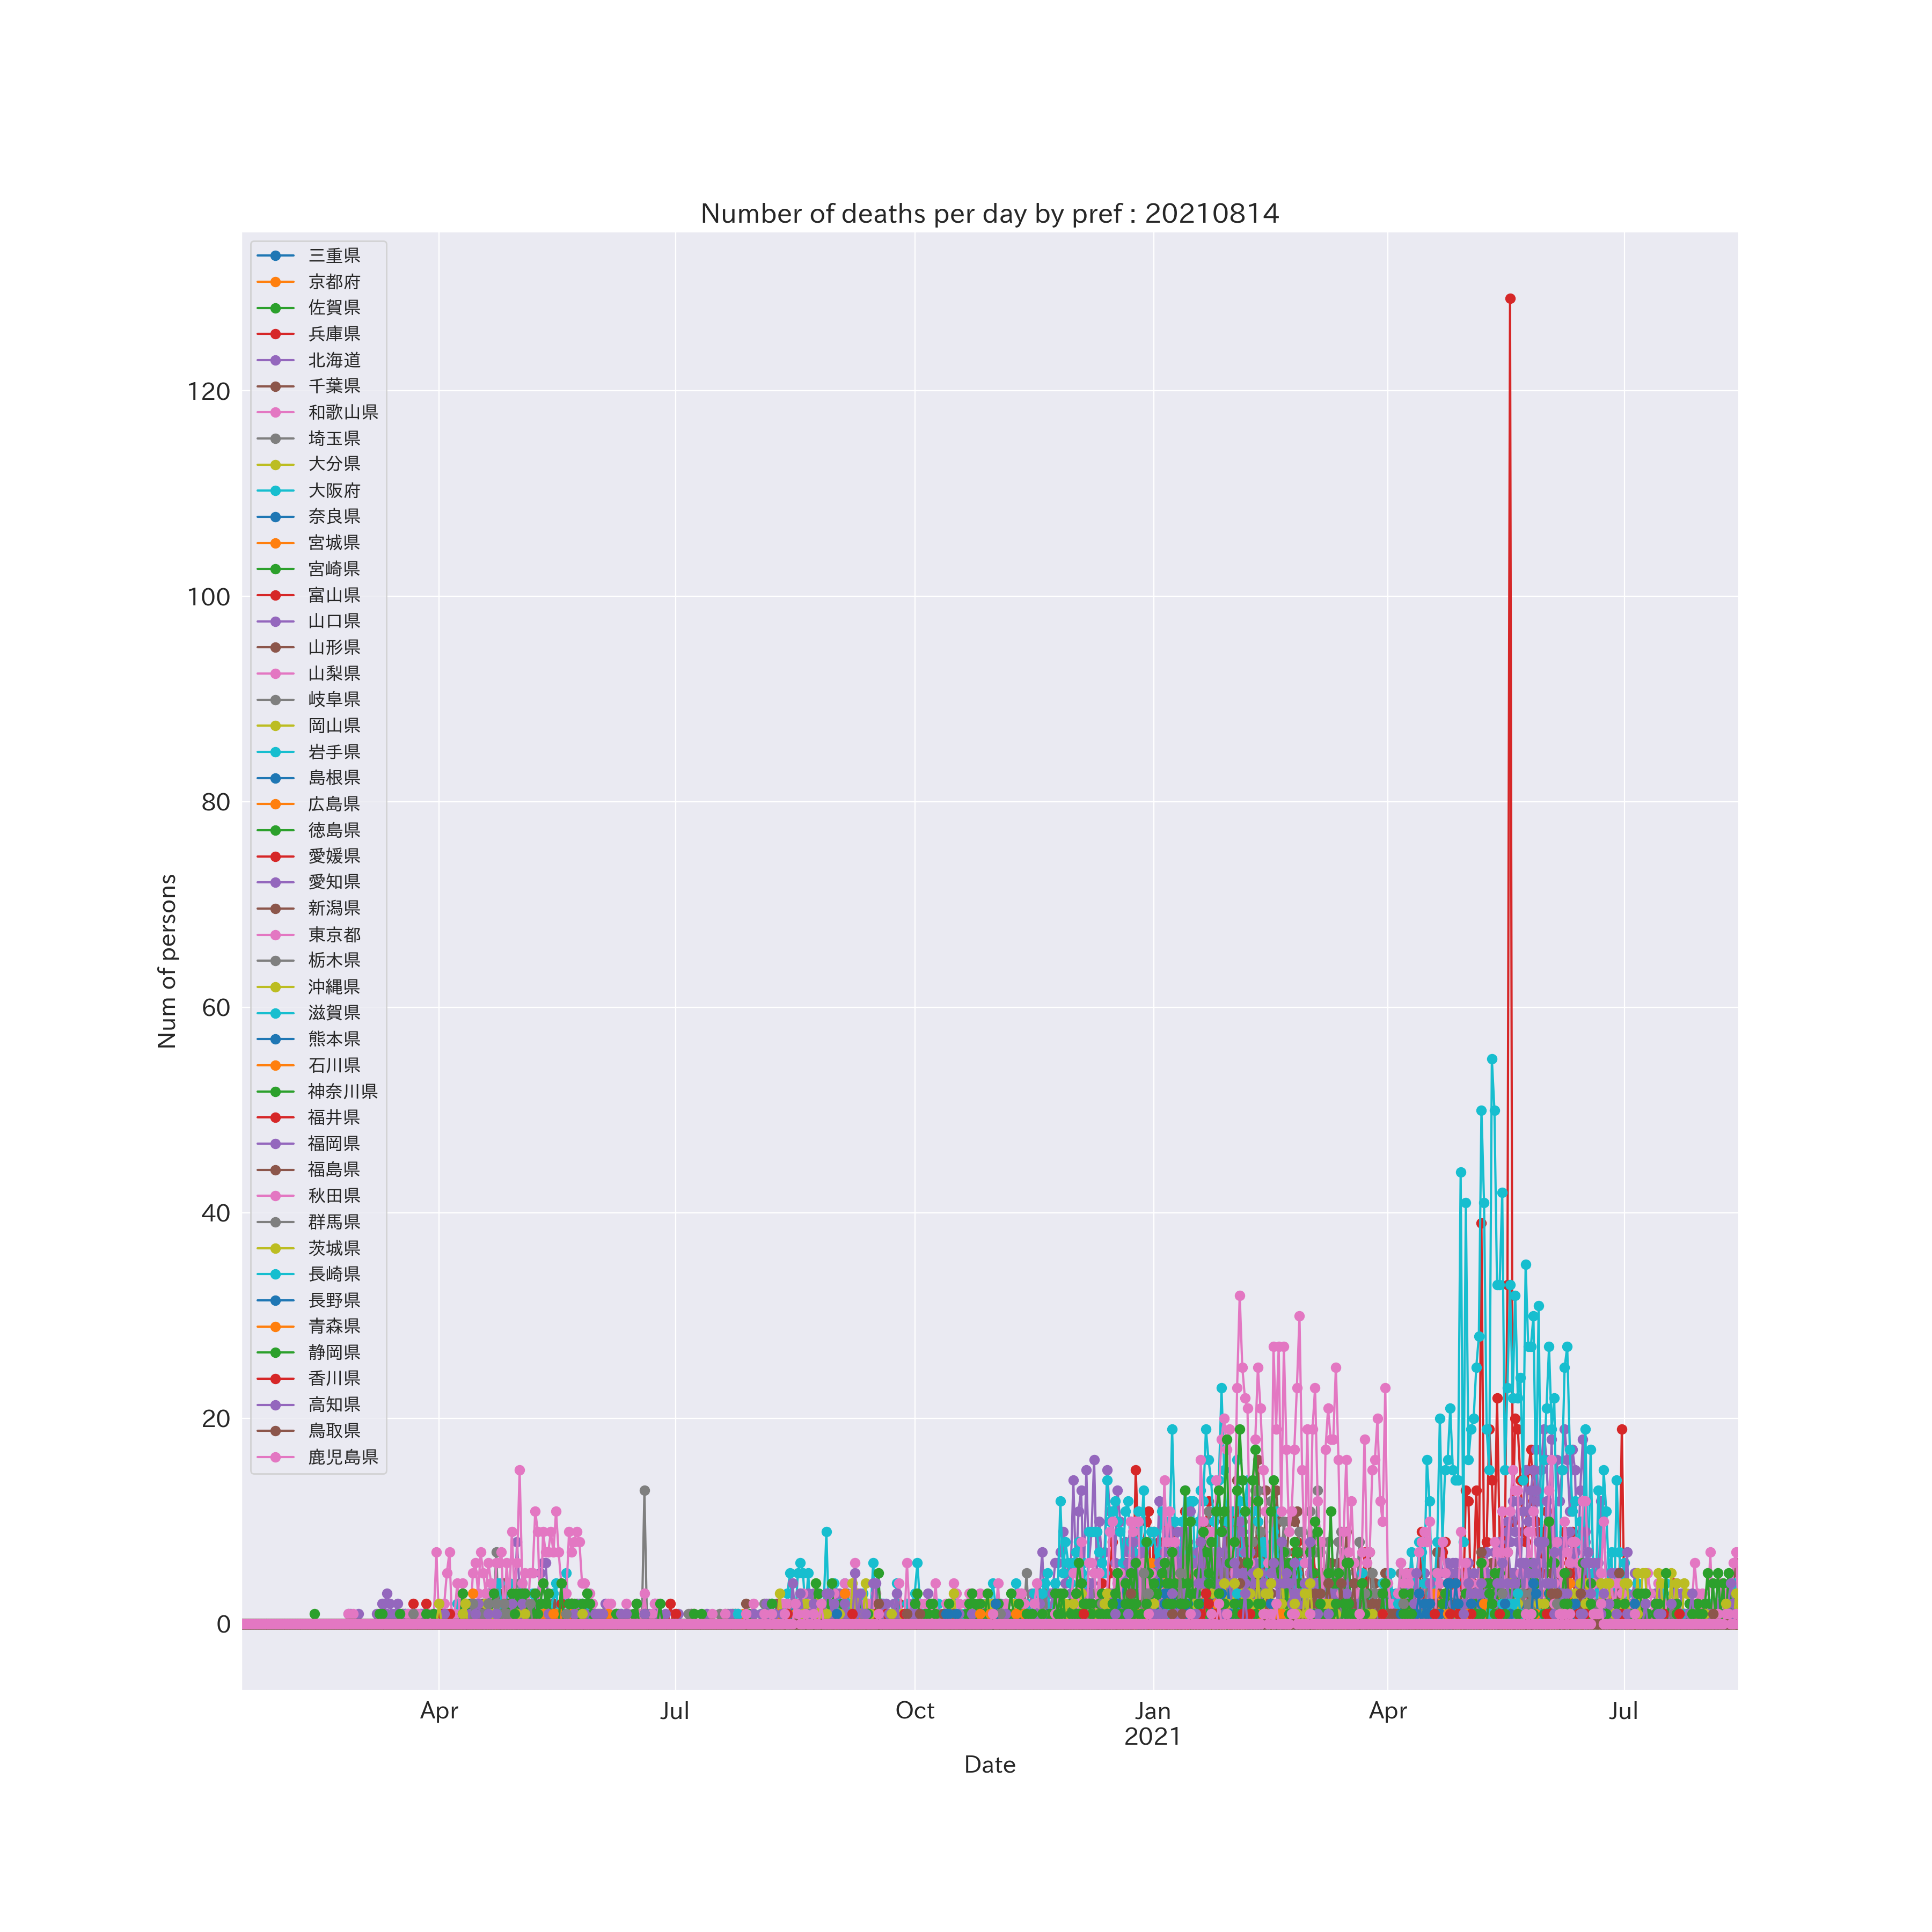 Number of deaths per day by pref : 20210814
三重県
京都府
佐賀県
兵庫県
北海道
千葉県
和歌山県
埼玉県
大分県
大阪府
奈良県
宮城県
宮崎県
富山県
山口県
山形県
山梨県
岐阜県
岡山県
岩手県
島根県
広島県
徳島県
愛媛県
愛知県
新潟県
東京都
栃木県
沖縄県
滋賀県
熊本県
石川県
神奈川県
福井県
福岡県
福島県
秋田県
群馬県
茨城県
長崎県
長野県
青森県
静岡県
香川県
高知県
鳥取県
鹿児島県
120
100
80
60
40
20
0
Num of persons
Apr Jul Oct Jan Apr Jul
2021
Date